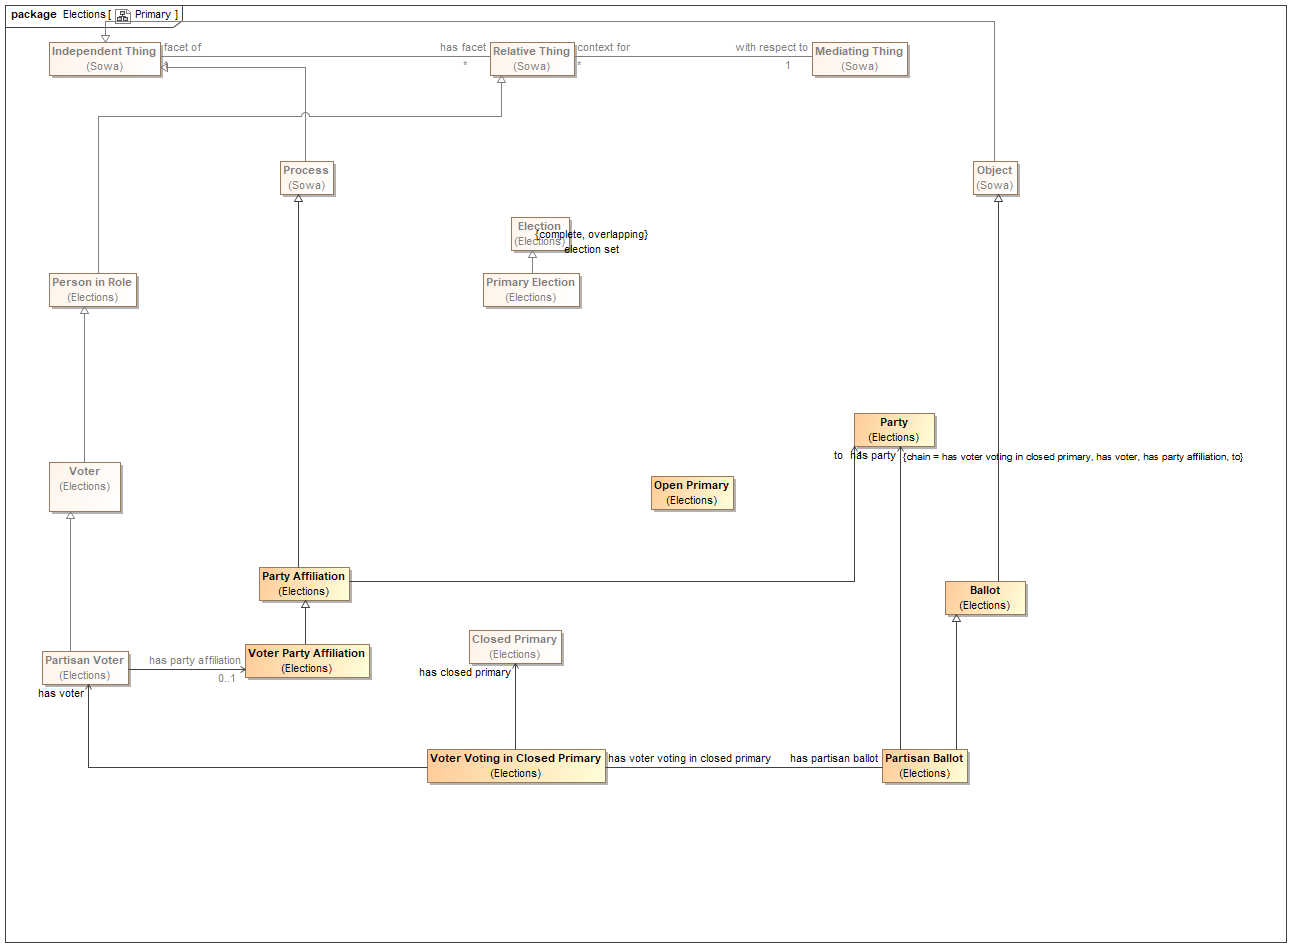 package Elections [ Primary ]
Independent Thing
(Sowa)
facet of
has facet
*
Relative Thing
(Sowa)
context for
*
with respect to
1
Mediating Thing
(Sowa)
Process
(Sowa)
Object
(Sowa)
Election
(Elections)
{complete, overlapping}
election set
Person in Role
(Elections)
Primary Election
(Elections)
Party
(Elections)
to
has party
{chain = has voter voting in closed primary, has voter, has party affiliation, to}
Voter
(Elections)
Open Primary
(Elections)
Party Affiliation
(Elections)
Ballot
(Elections)
Closed Primary
(Elections)
Partisan Voter
(Elections)
has party affiliation
0..1
Voter Party Affiliation
(Elections)
has closed primary
has voter
Voter Voting in Closed Primary
(Elections)
has voter voting in closed primary
has partisan ballot
Partisan Ballot
(Elections)